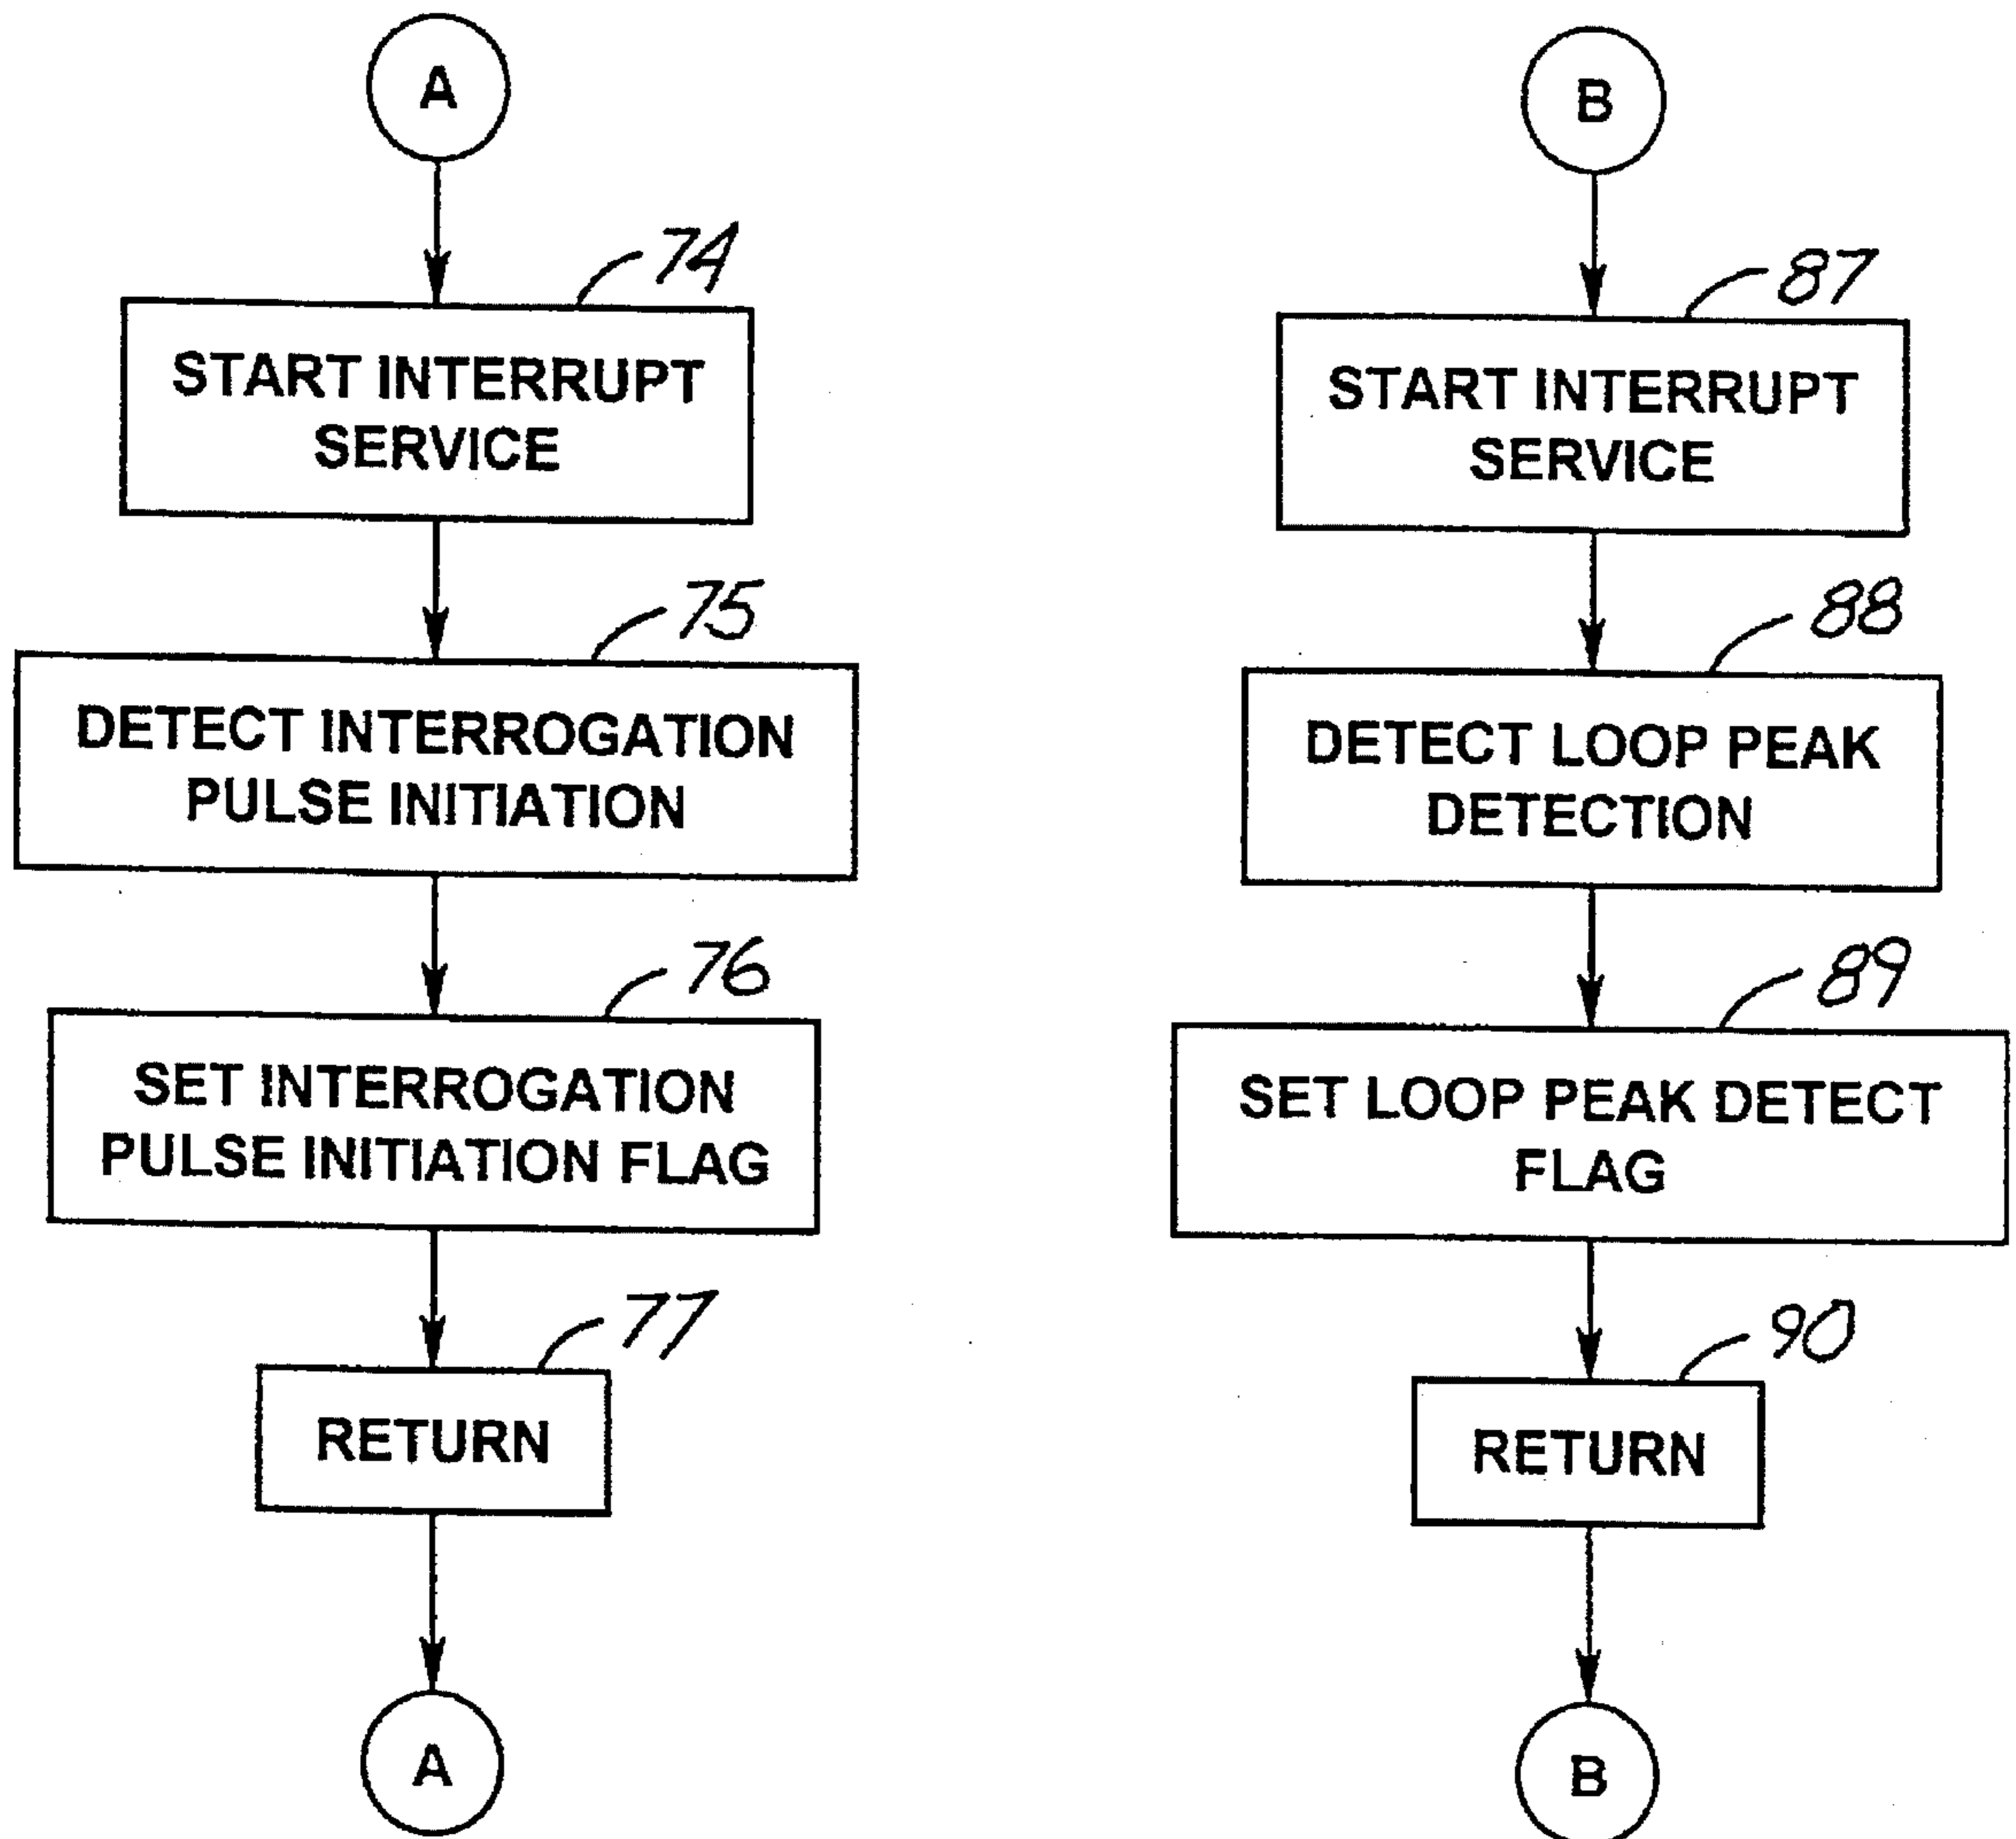 A
74
START INTERRUPT
SERVICE
75
DETECT INTERROGATION
PULSE INITIATION
76
SET INTERROGATION
PULSE INITIATION FLAG
77
RETURN
A
B
87
START INTERRUPT
SERVICE
88
DETECT LOOP PEAK
DETECTION
89
SET LOOP PEAK DETECT
FLAG
90
RETURN
B